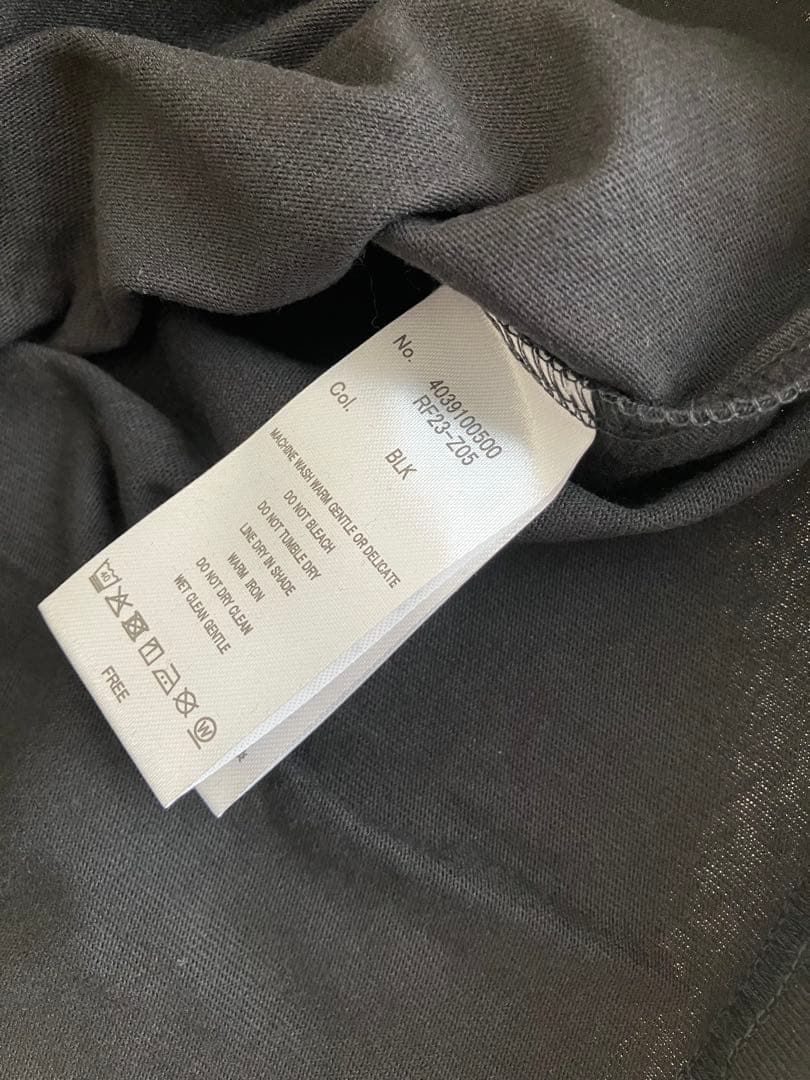 No. 4039100500
RF23-Z05
Col. BLK
MACHINE WASH WARM GENTLE OR DELICATE
DO NOT BLEACH
DO NOT TUMBLE DRY
LINE DRY IN SHADE
WARM IRON
DO NOT DRY CLEAN
WET CLEAN GENTLE
40
W
FREE